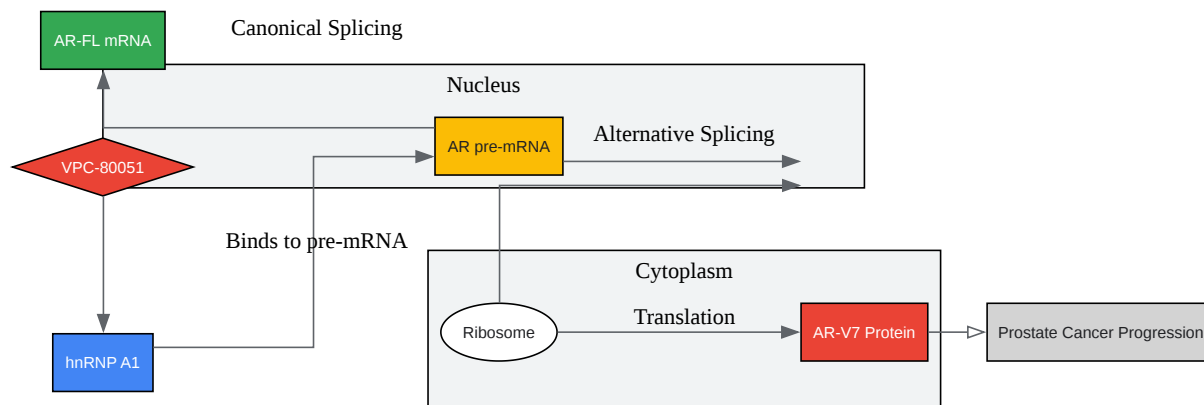 Canonical Splicing
AR-FL mRNA
Nucleus
Alternative Splicing
AR pre-mRNA
VPC-80051
Binds to pre-mRNA
Cytoplasm
Translation
Ribosome
AR-V7 Protein
Prostate Cancer Progression
hnRNP A1